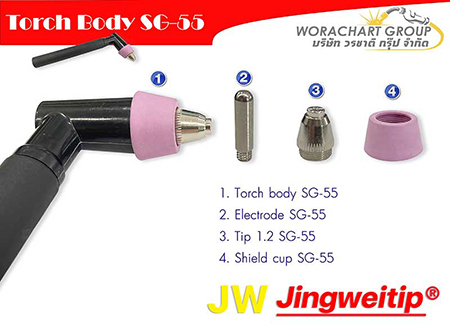 Torch Body SG-55
WORACHART GROUP
บริษัท วรชาติ กรุ๊ป จำกัด
1 2 3 4
1. Torch body SG-55
2. Electrode SG-55
3. Tip 1.2 SG-55
4. Shield cup SG-55
JW Jingweitip®